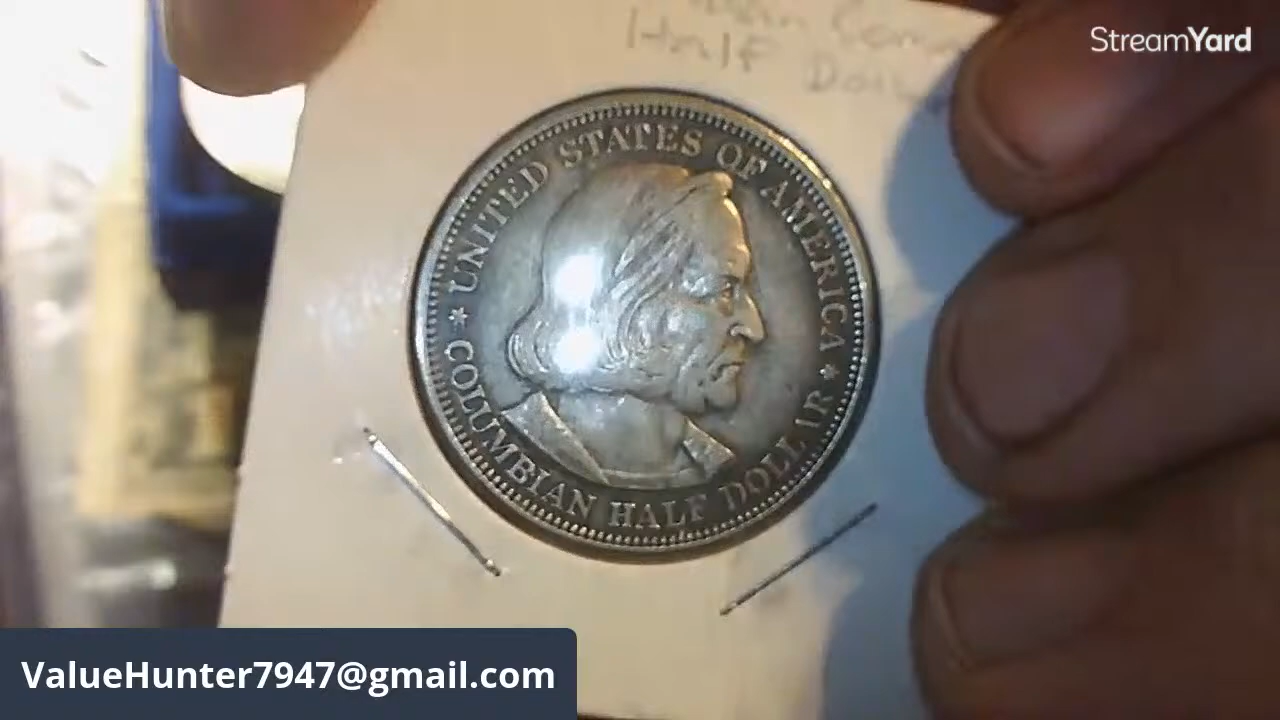 StreamYard
Half
UNITED STATES OF AMERICA
COLUMBIAN HALF DOLLAR
ValueHunter7947@gmail.com